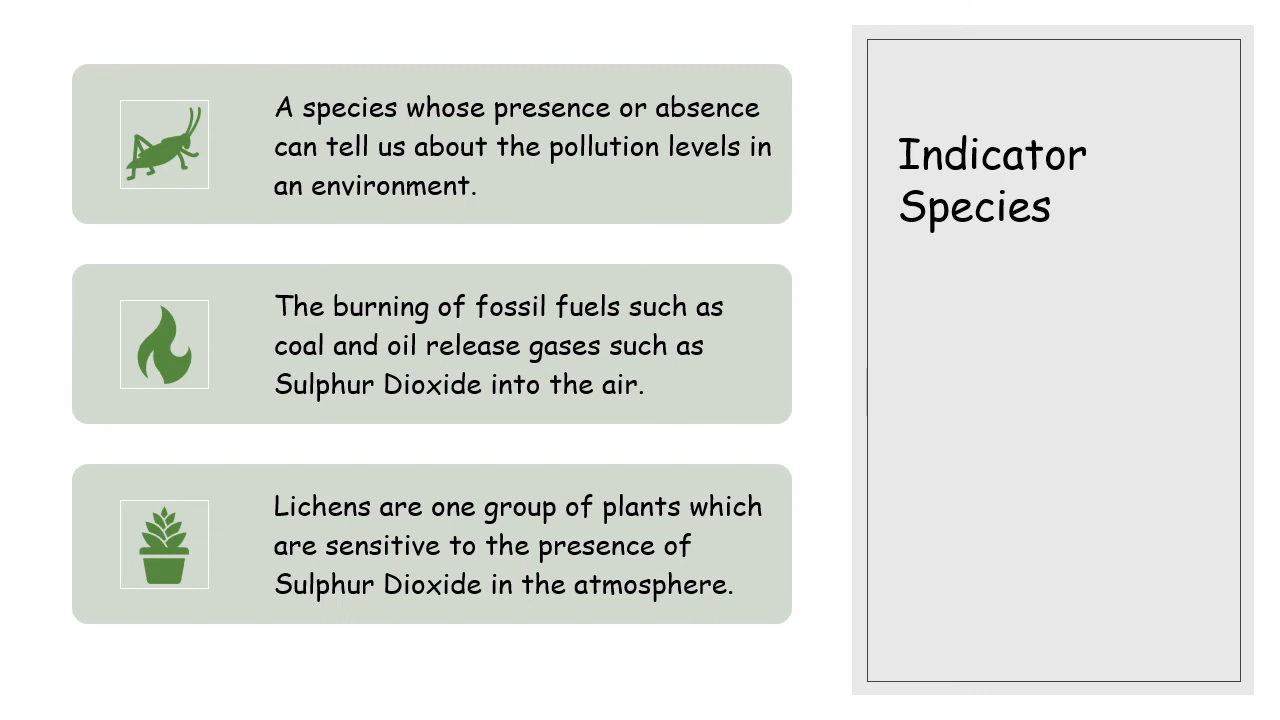 A species whose presence or absence
can tell us about the pollution levels in
an environment.
The burning of fossil fuels such as
coal and oil release gases such as
Sulphur Dioxide into the air.
Lichens are one group of plants which
are sensitive to the presence of
Sulphur Dioxide in the atmosphere.
Indicator
Species